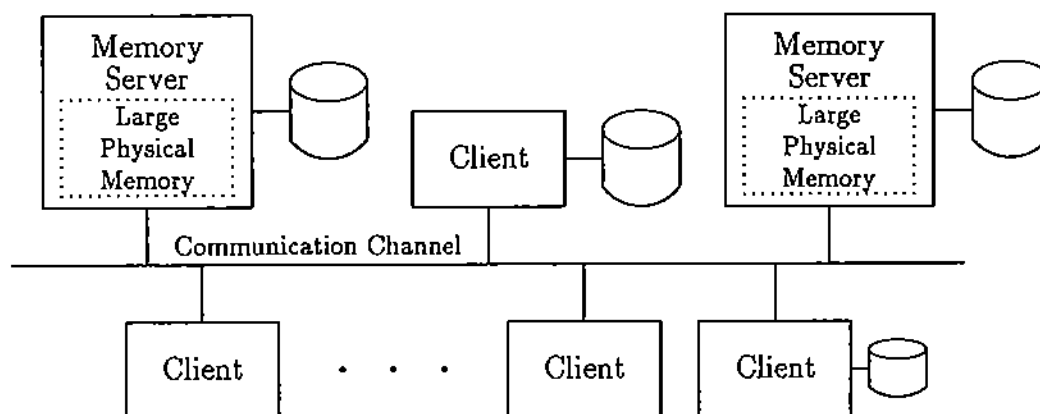 Memory
Server
Large
Physical
Memory
Client
Memory
Server
Large
Physical
Memory
Communication Channel
Client
. . .
Client
Client